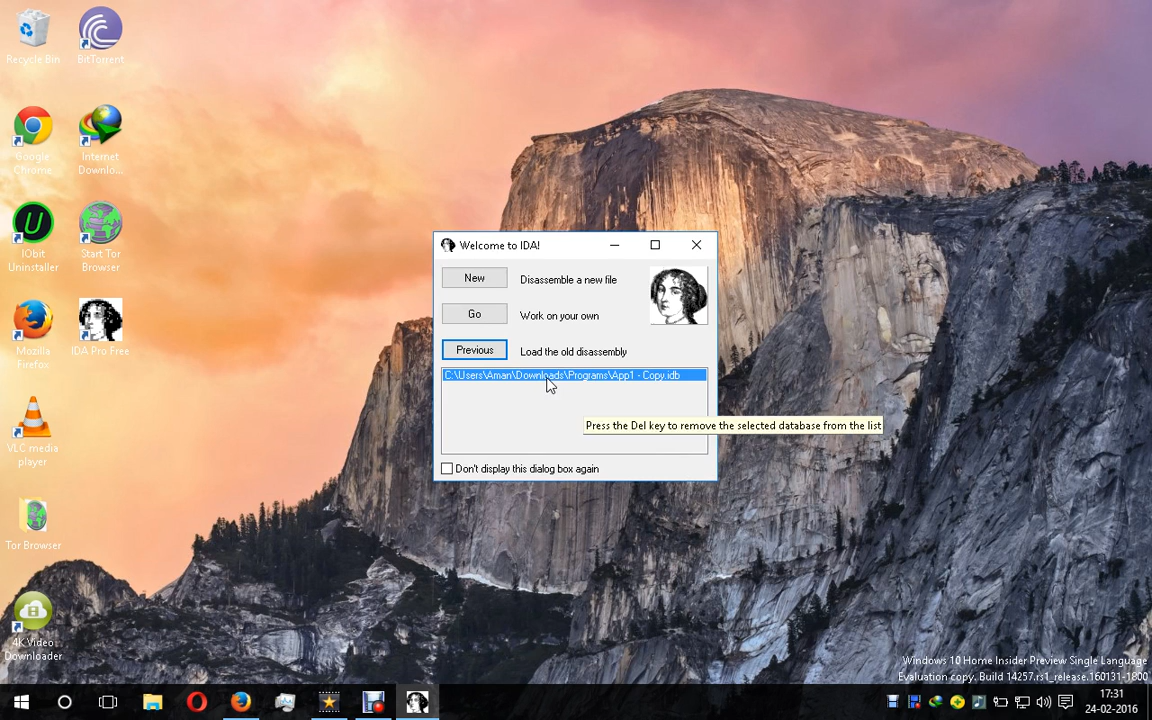 Recycle Bin
BitTorrent
Google
Chrome
Internet
Downlo...
IObit
Uninstaller
Start Tor
Browser
Mozilla
Firefox
IDA Pro Free
VLC media
player
Tor Browser
4K Video
Downloader
Welcome to IDA!
New
Disassemble a new file
Go
Work on your own
Previous
Load the old disassembly
C:\Users\Aman\Downloads\Programs\App1 - Copy.idb
Press the Del key to remove the selected database from the list
Don't display this dialog box again
Windows 10 Home Insider Preview Single Language
Evaluation copy. Build 14257.rs1_release.160131-1800
17:31
24-02-2016